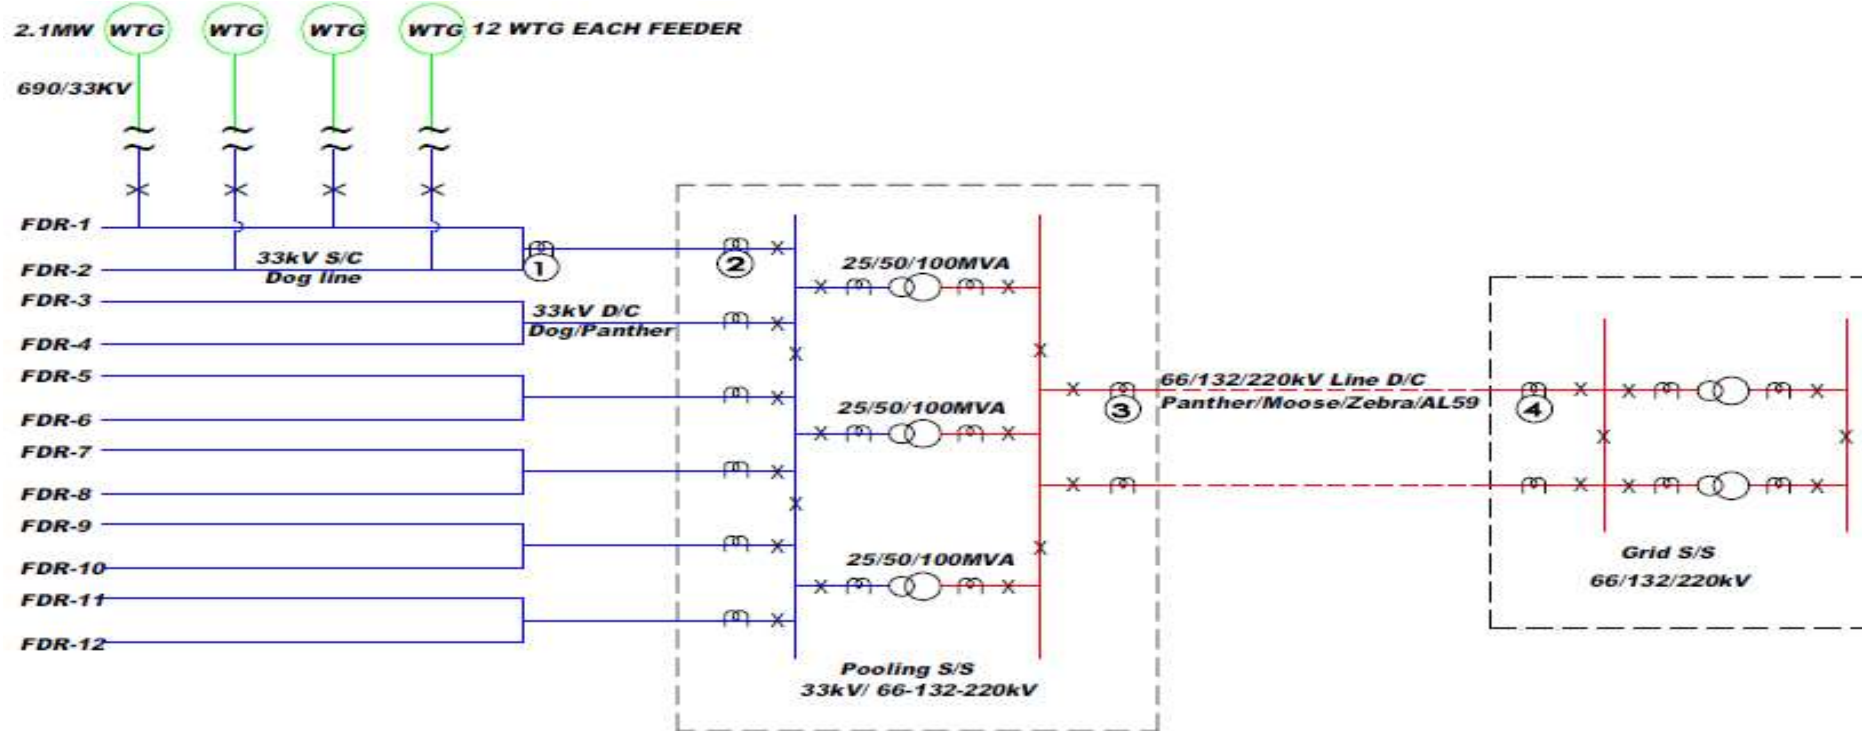 2.1MW WTG WTG WTG WTG 12 WTG EACH FEEDER
690/33KV
FDR-1
33kV S/C
FDR-2
Dog line
1
2
25/50/100MVA
FDR-3
33kV D/C
Dog/Panther
FDR-4
FDR-5
66/132/220kV Line D/C
3
Panther/Moose/Zebra/AL59
4
25/50/100MVA
FDR-6
FDR-7
FDR-8
FDR-9
FDR-10
25/50/100MVA
Grid S/S
66/132/220kV
FDR-11
FDR-12
Pooling S/S
33kV/ 66-132-220kV